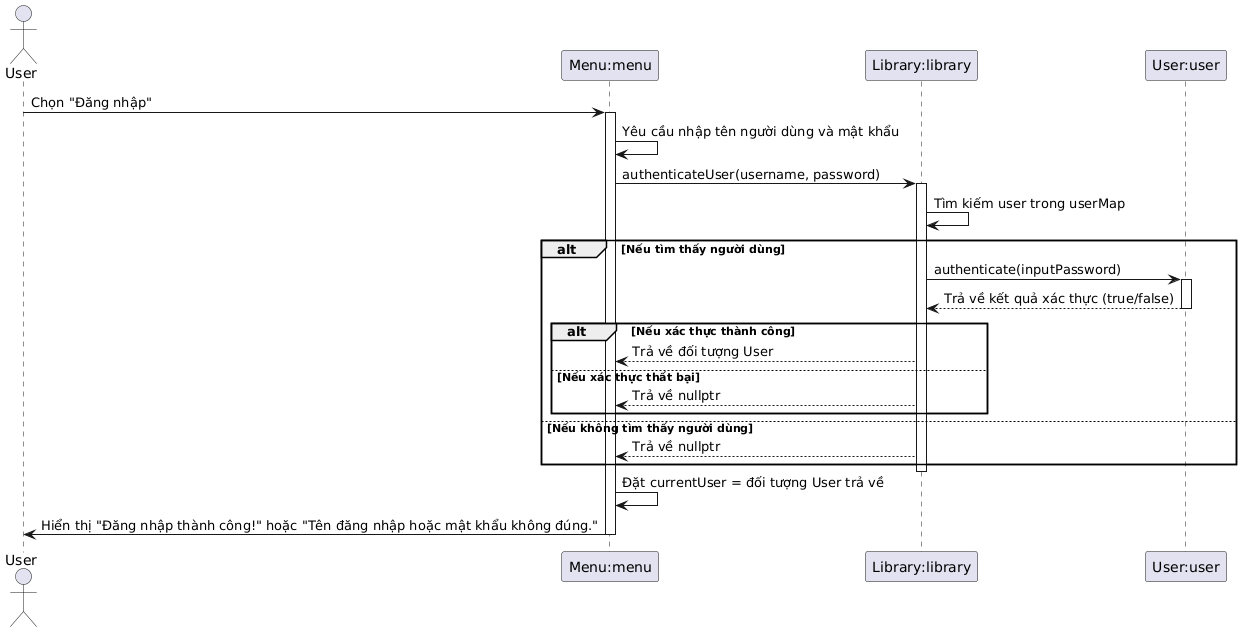 User
Menu:menu
Library:library
User:user
Chọn "Đăng nhập"
Yêu cầu nhập tên người dùng và mật khẩu
authenticateUser(username, password)
Tìm kiếm user trong userMap
alt
[Nếu tìm thấy người dùng]
authenticate(inputPassword)
Trả về kết quả xác thực (true/false)
alt
[Nếu xác thực thành công]
Trả về đối tượng User
[Nếu xác thực thất bại]
Trả về nullptr
[Nếu không tìm thấy người dùng]
Trả về nullptr
Đặt currentUser = đối tượng User trả về
Hiển thị "Đăng nhập thành công!" hoặc "Tên đăng nhập hoặc mật khẩu không đúng."
User
Menu:menu
Library:library
User:user